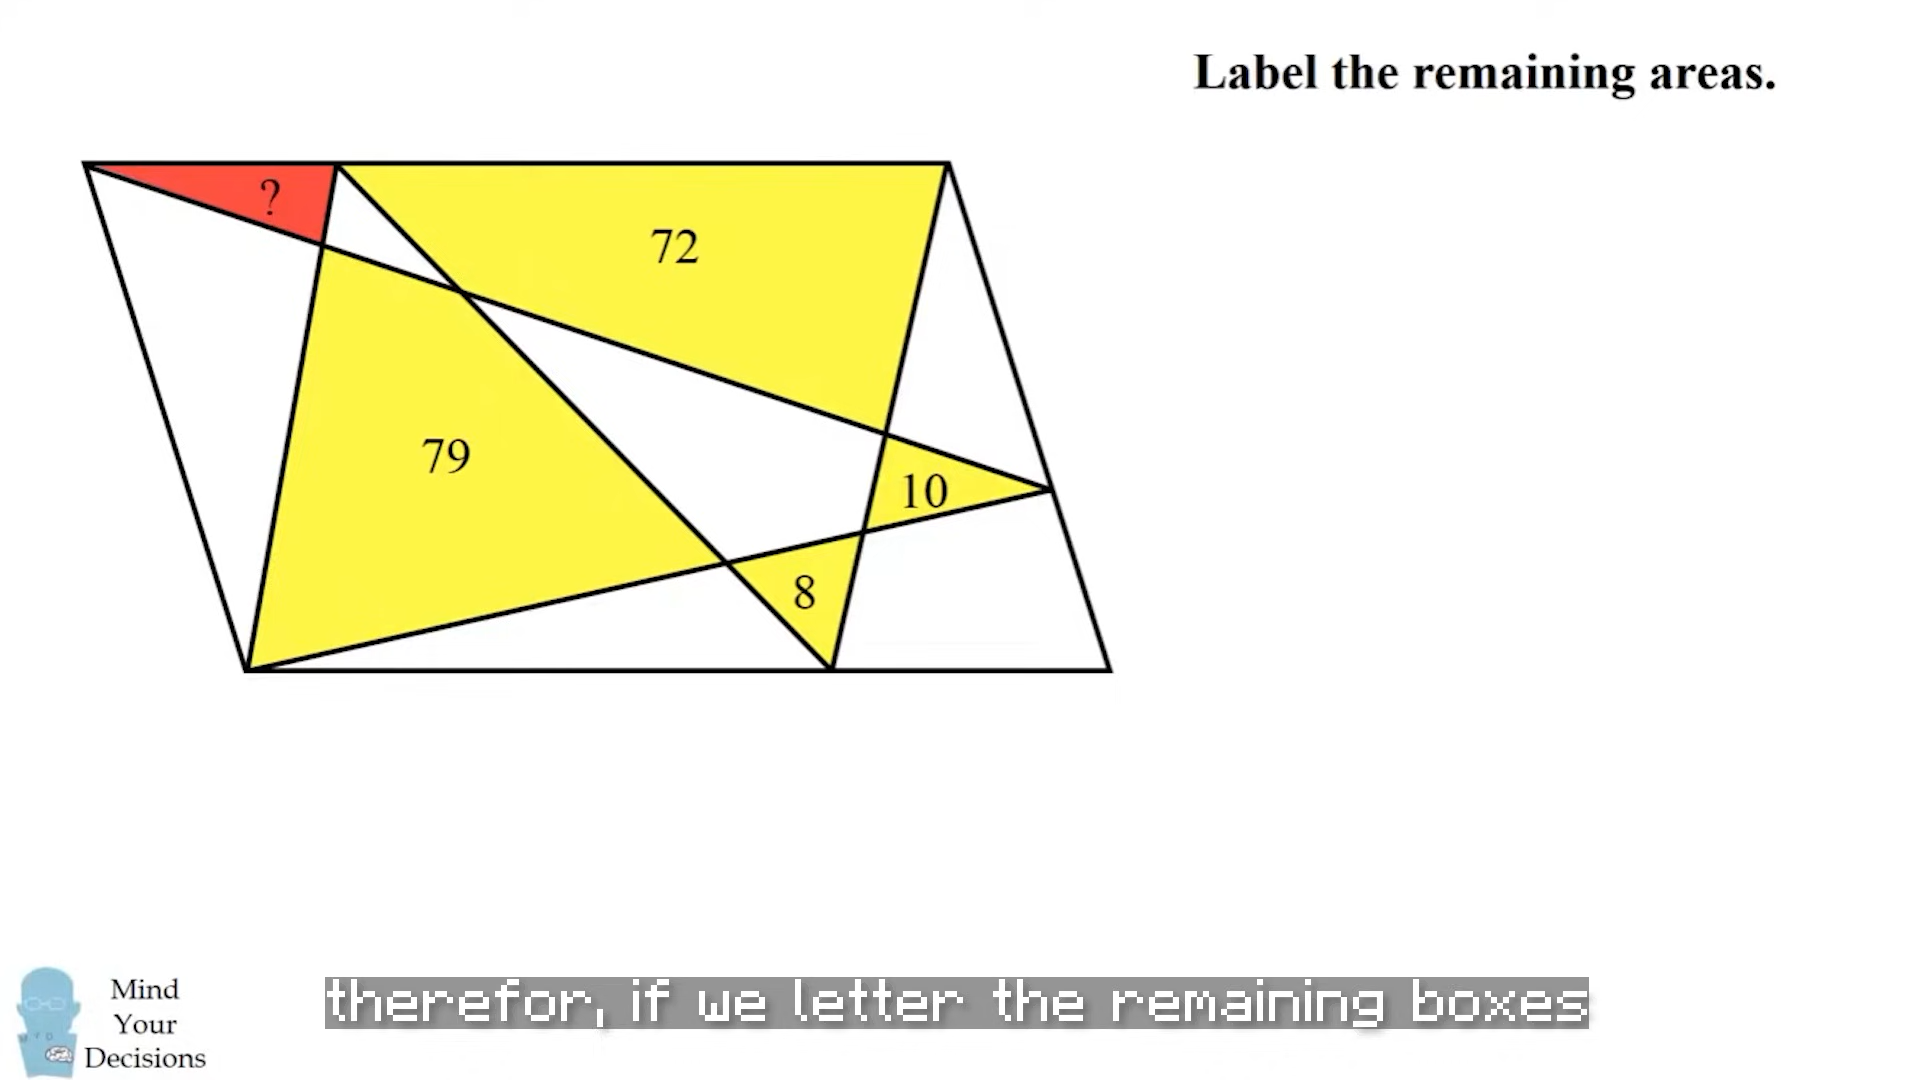 Label the remaining areas.
?
72
79
10
8
Mind
Your
Decisions
therefor, if we letter the remaining boxes